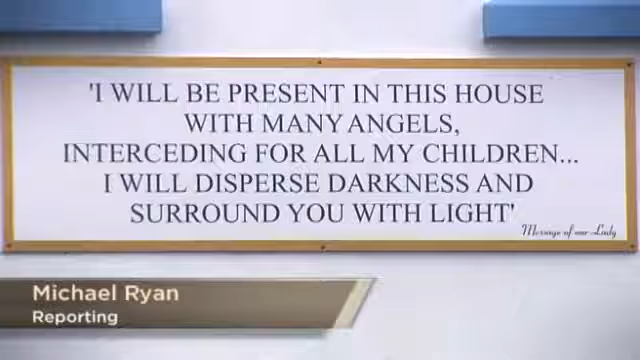 'I WILL BE PRESENT IN THIS HOUSE
WITH MANY ANGELS,
INTERCEDING FOR ALL MY CHILDREN...
I WILL DISPERSE DARKNESS AND
SURROUND YOU WITH LIGHT'
Message of our Lady
Michael Ryan
Reporting